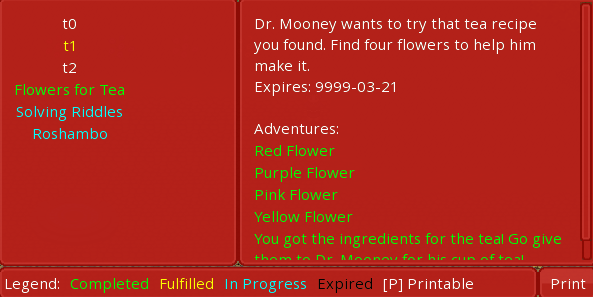 t0
t1
t2
Flowers for Tea
Solving Riddles
Roshambo
Dr. Mooney wants to try that tea recipe
you found. Find four flowers to help him
make it.
Expires: 9999-03-21
Adventures:
Red Flower
Purple Flower
Pink Flower
Yellow Flower
You got the ingredients for the tea! Go give
them to Dr. Mooney for his cup of tea!
Legend: Completed Fulfilled In Progress Expired [P] Printable
Print